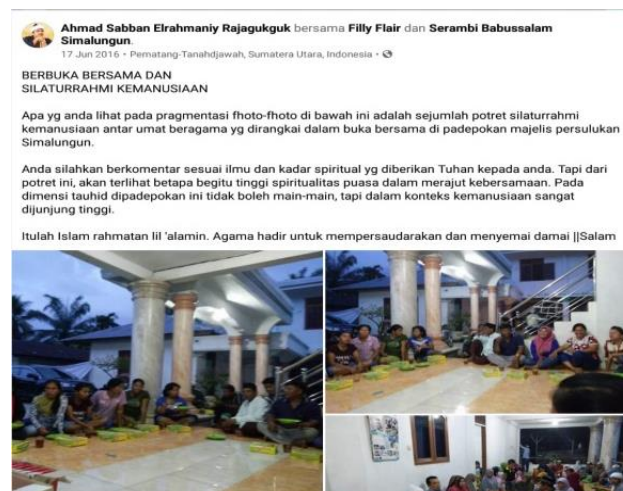 Ahmad Sabban Elrahmaniy Rajagukguk bersama Filly Flair dan Serambi Babussalam
Simalungun.
17 Jun 2016 • Pematang-Tanahdjawah, Sumatera Utara, Indonesia •
BERBUKA BERSAMA DAN
SILATURRAHMI KEMANUSIAAN
Apa yg anda lihat pada pragmentasi fhoto-fhoto di bawah ini adalah sejumlah potret silaturrahmi
kemanusiaan antar umat beragama yg dirangkai dalam buka bersama di padepokan majelis persulukan
Simalungun.
Anda silahkan berkomentar sesuai ilmu dan kadar spiritual yg diberikan Tuhan kepada anda. Tapi dari
potret ini, akan terlihat betapa begitu tinggi spiritualitas puasa dalam merajut kebersamaan. Pada
dimensi tauhid dipadepokan ini tidak boleh main-main, tapi dalam konteks kemanusiaan sangat
dijunjung tinggi.
Itulah Islam rahmatan lil 'alamin. Agama hadir untuk mempersaudarakan dan menyemai damai ||Salam